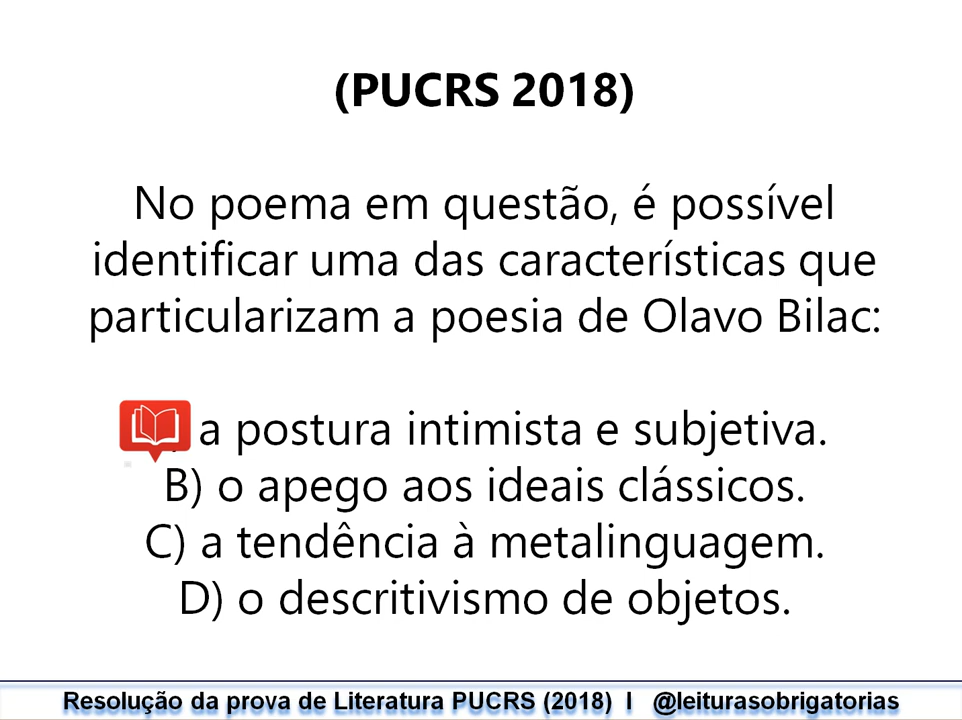 (PUCRS 2018)
No poema em questão, é possível
identificar uma das características que
particularizam a poesia de Olavo Bilac:
a postura intimista e subjetiva.
B) o apego aos ideais clássicos.
C) a tendência à metalinguagem.
D) o descritivismo de objetos.
Resolução da prova de Literatura PUCRS (2018) I @leiturasobrigatorias